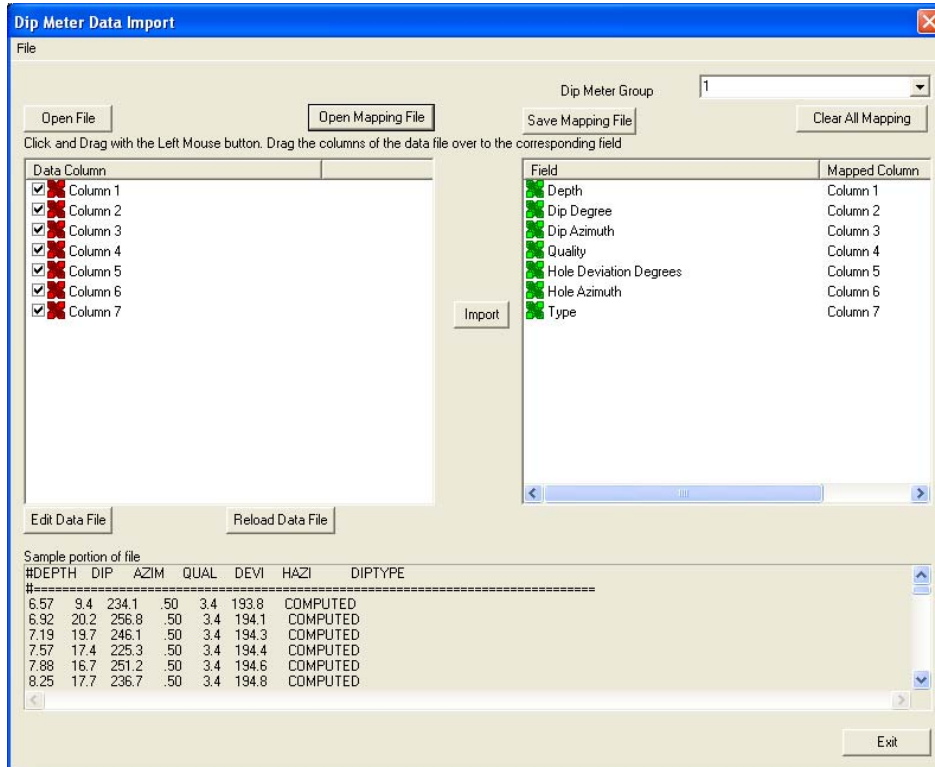 Dip Meter Data Import
File
Dip Meter Group 1
Open File Open Mapping File Save Mapping File Clear All Mapping
Click and Drag with the Left Mouse button. Drag the columns of the data file over to the corresponding field
Data Column
Column 1
Column 2
Column 3
Column 4
Column 5
Column 6
Column 7
Import
Field Mapped Column
Depth Column 1
Dip Degree Column 2
Dip Azimuth Column 3
Quality Column 4
Hole Deviation Degrees Column 5
Hole Azimuth Column 6
Type Column 7
Edit Data File Reload Data File
Sample portion of file
#DEPTH DIP AZIM QUAL DEVI HAZI DIPTYPE
#==============================================================================
6.57 9.4 234.1 .50 3.4 193.8 COMPUTED
6.92 20.2 256.8 .50 3.4 194.1 COMPUTED
7.19 19.7 246.1 .50 3.4 194.3 COMPUTED
7.57 17.4 225.3 .50 3.4 194.4 COMPUTED
7.88 16.7 251.2 .50 3.4 194.6 COMPUTED
8.25 17.7 236.7 .50 3.4 194.8 COMPUTED
Exit